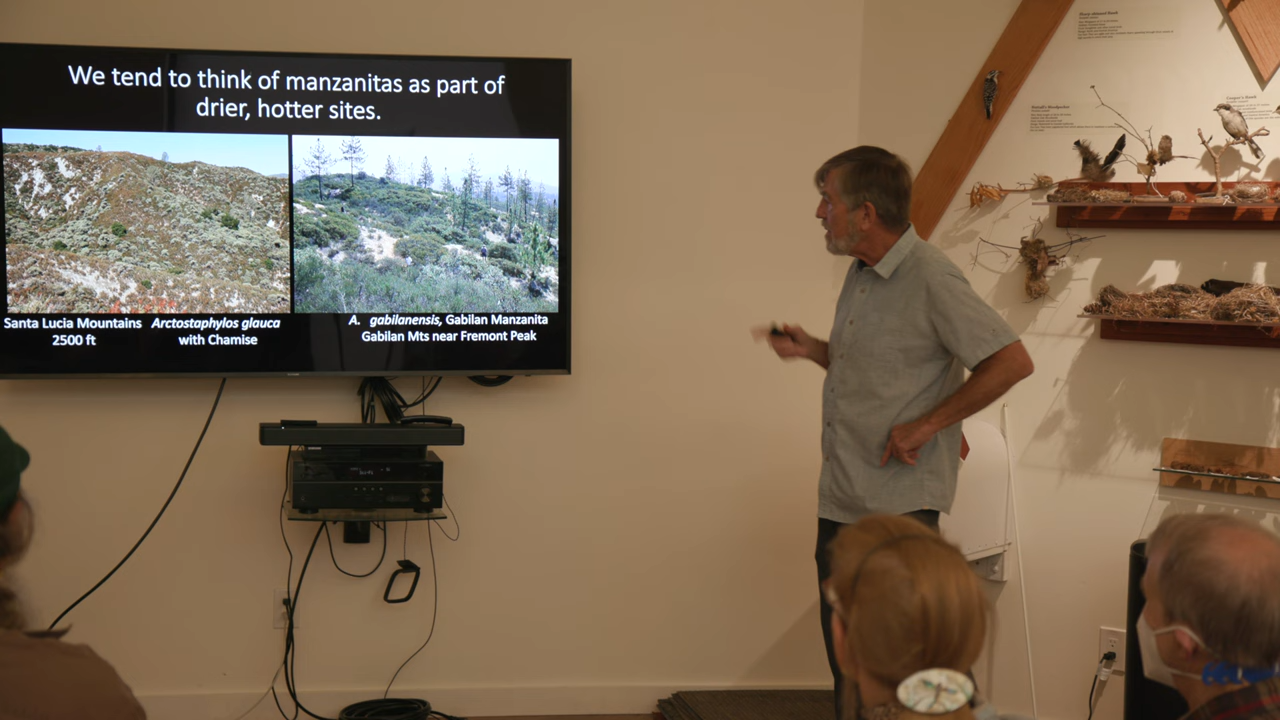 We tend to think of manzanitas as part of
drier, hotter sites.
Santa Lucia Mountains
2500 ft
Arctostaphylos glauca
with Chamise
A. gabilanensis, Gabilan Manzanita
Gabilan Mts near Fremont Peak